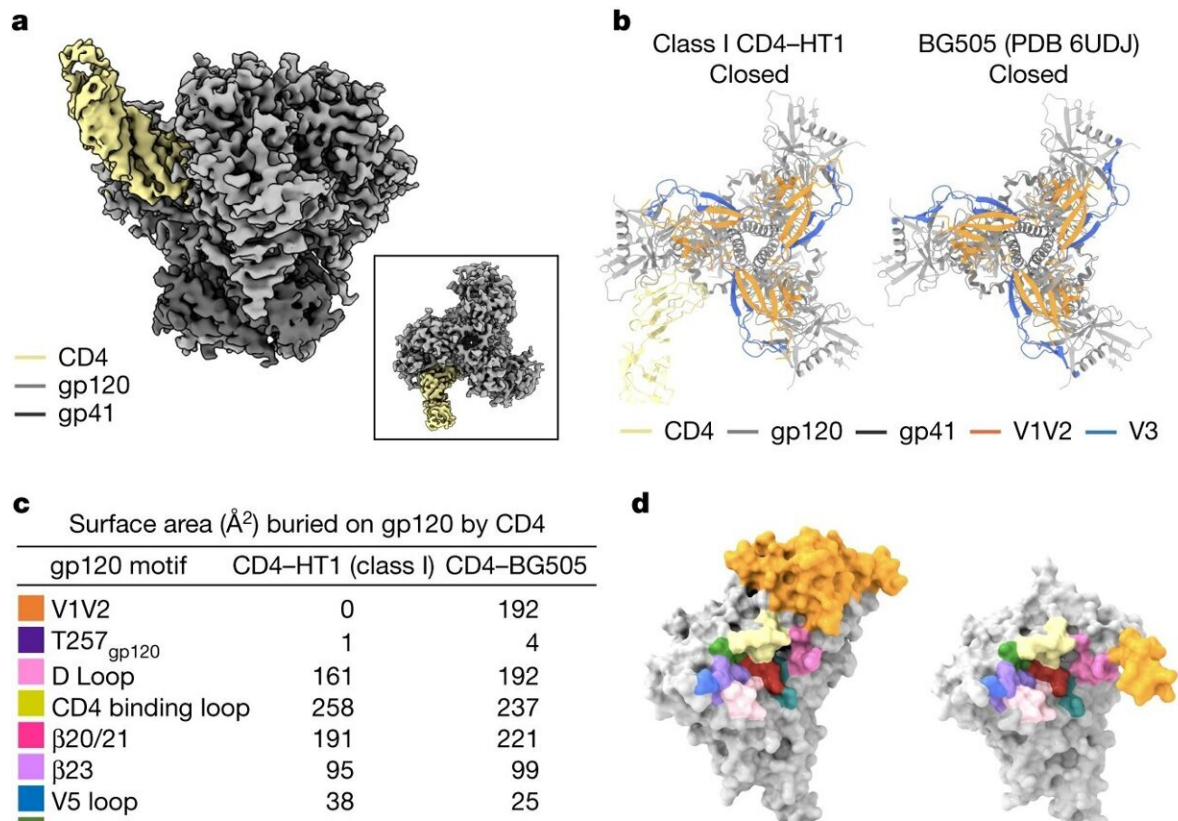 a
CD4
gp120
gp41
b
Class I CD4–HT1
Closed
BG505 (PDB 6UDJ)
Closed
CD4 gp120 gp41 V1V2 V3
c
Surface area (Å²) buried on gp120 by CD4
gp120 motif CD4–HT1 (class I) CD4–BG505
V1V2 0 192
T257gp120 1 4
D Loop 161 192
CD4 binding loop 258 237
β20/21 191 221
β23 95 99
V5 loop 38 25
d